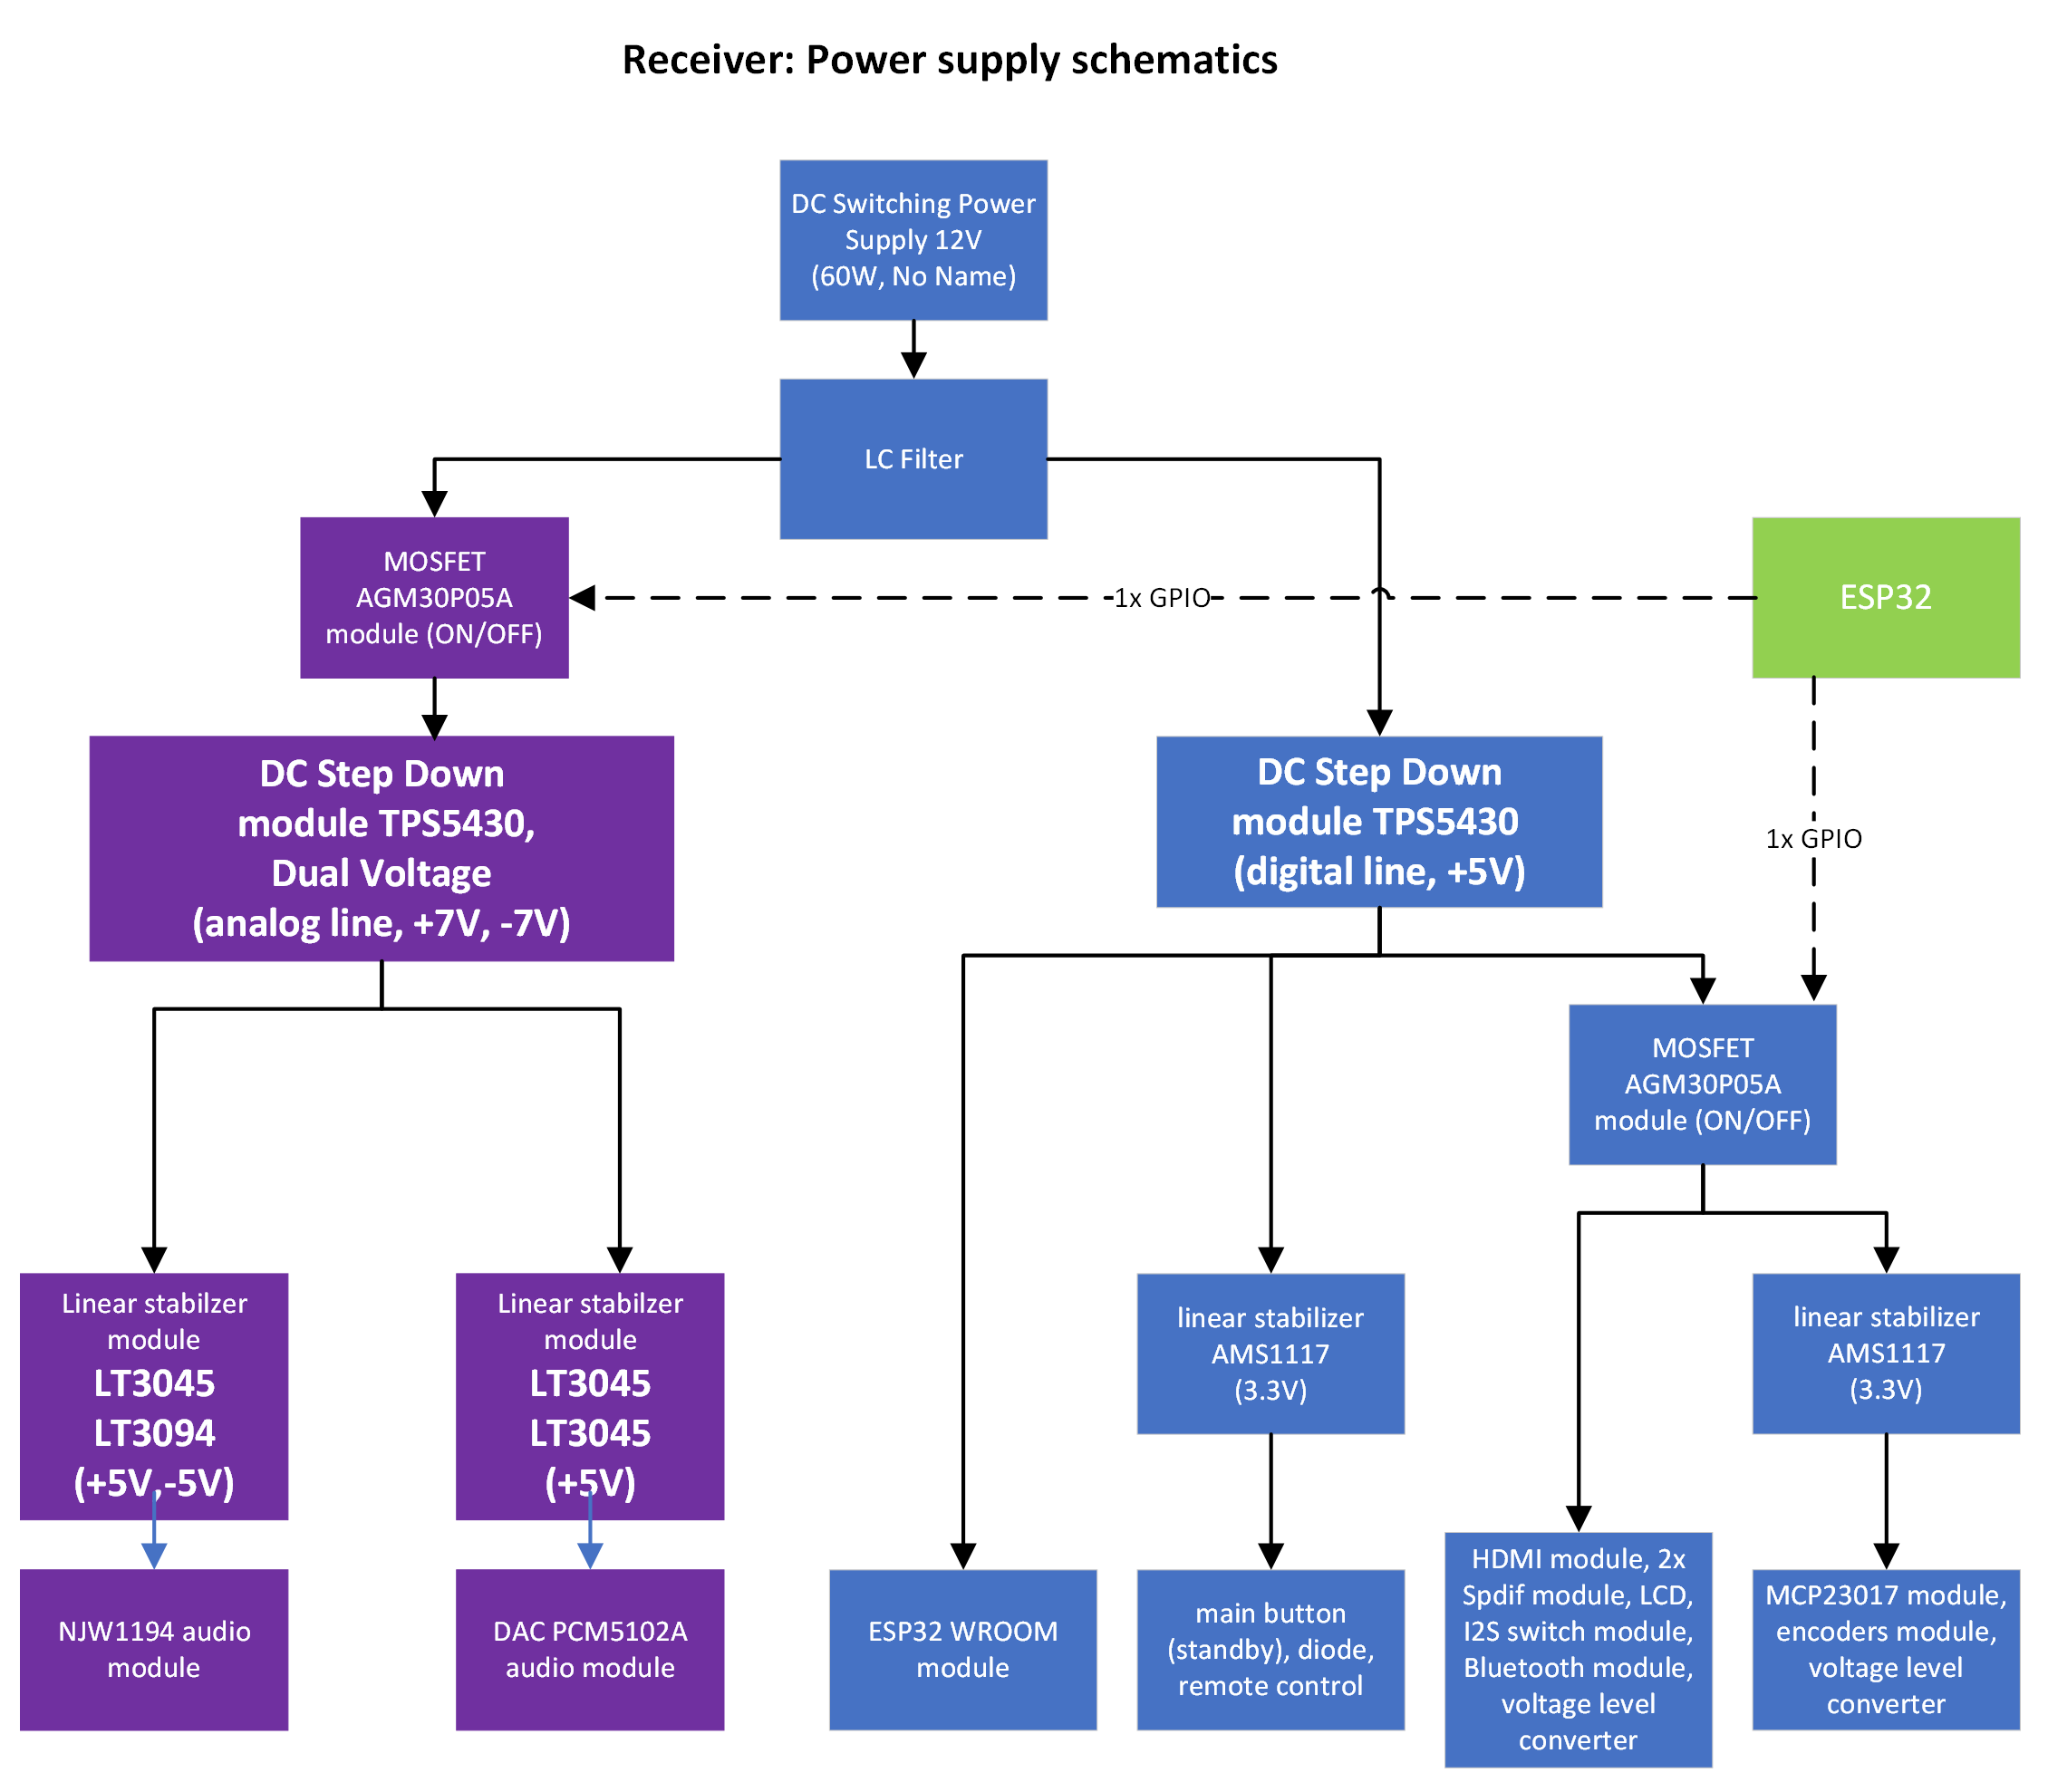 Receiver: Power supply schematics
DC Switching Power
Supply 12V
(60W, No Name)
LC Filter
MOSFET
AGM30P05A
module (ON/OFF)
1x GPIO
ESP32
DC Step Down
module TPS5430,
Dual Voltage
(analog line, +7V, -7V)
DC Step Down
module TPS5430
(digital line, +5V)
1x GPIO
MOSFET
AGM30P05A
module (ON/OFF)
Linear stabilzer
module
LT3045
LT3094
(+5V,-5V)
Linear stabilzer
module
LT3045
LT3045
(+5V)
linear stabilizer
AMS1117
(3.3V)
linear stabilizer
AMS1117
(3.3V)
NJW1194 audio
module
DAC PCM5102A
audio module
ESP32 WROOM
module
main button
(standby), diode,
remote control
HDMI module, 2x
Spdif module, LCD,
I2S switch module,
Bluetooth module,
voltage level
converter
MCP23017 module,
encoders module,
voltage level
converter